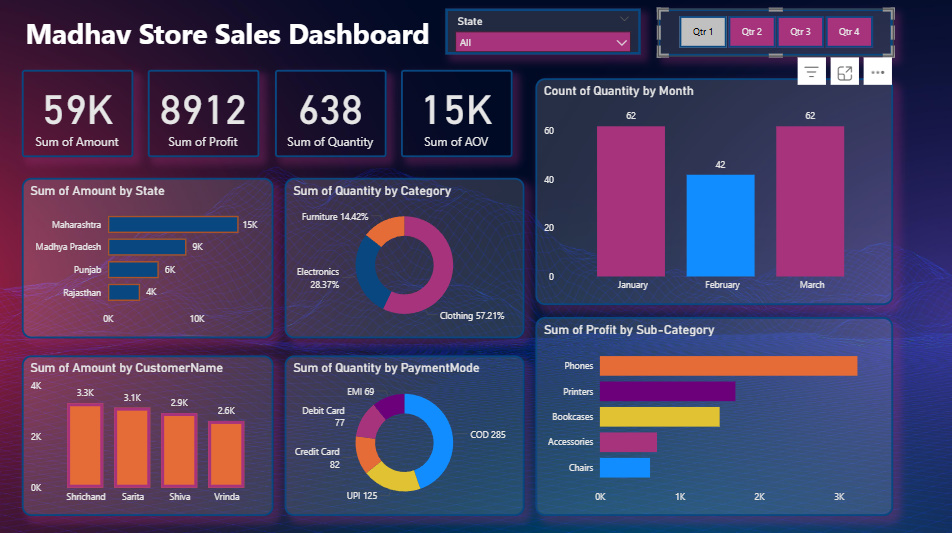 Madhav Store Sales Dashboard
State
All
Qtr 1
Qtr 2
Qtr 3
Qtr 4
59K
Sum of Amount
8912
Sum of Profit
638
Sum of Quantity
15K
Sum of AOV
Count of Quantity by Month
60
40
20
0
62
42
62
January
February
March
Sum of Amount by State
Maharashtra
15K
Madhya Pradesh
9K
Punjab
6K
Rajasthan
4K
0K
10K
Sum of Quantity by Category
Furniture 14.42%
Electronics
28.37%
Clothing 57.21%
Sum of Profit by Sub-Category
Phones
Printers
Bookcases
Accessories
Chairs
0K
1K
2K
3K
Sum of Amount by CustomerName
4K
2K
0K
3.3K
3.1K
2.9K
2.6K
Shrichand
Sarita
Shiva
Vrinda
Sum of Quantity by PaymentMode
EMI 69
Debit Card
77
Credit Card
82
UPI 125
COD 285